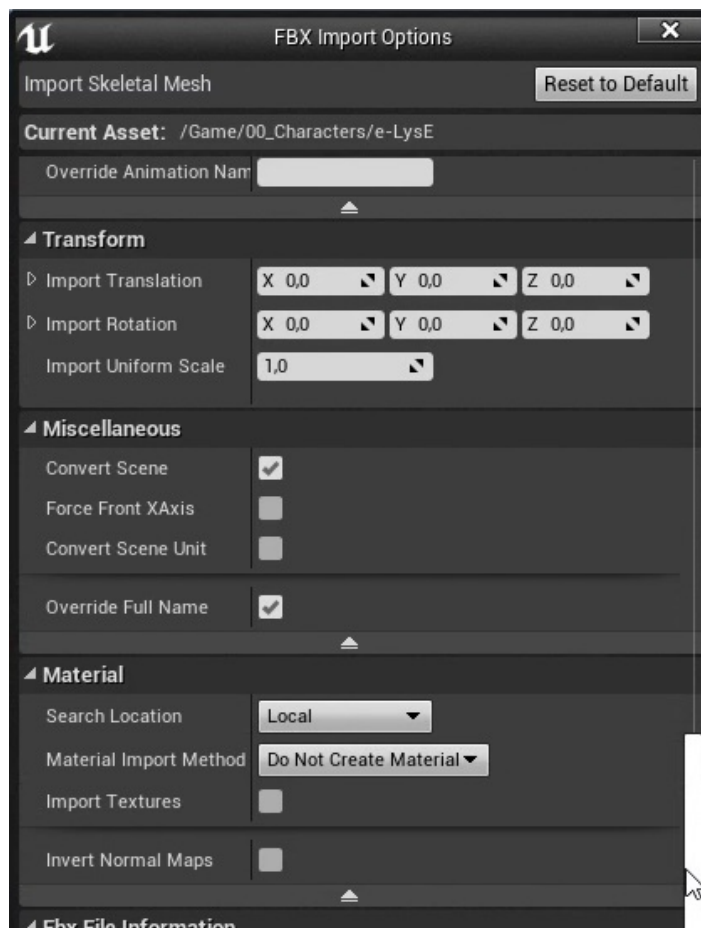 FBX Import Options
Import Skeletal Mesh Reset to Default
Current Asset: /Game/00_Characters/e-LysE
Override Animation Nam
Transform
Import Translation X 0,0 Y 0,0 Z 0,0
Import Rotation X 0,0 Y 0,0 Z 0,0
Import Uniform Scale 1,0
Miscellaneous
Convert Scene
Force Front XAxis
Convert Scene Unit
Override Full Name
Material
Search Location Local
Material Import Method Do Not Create Material
Import Textures
Invert Normal Maps
Fbx File Information